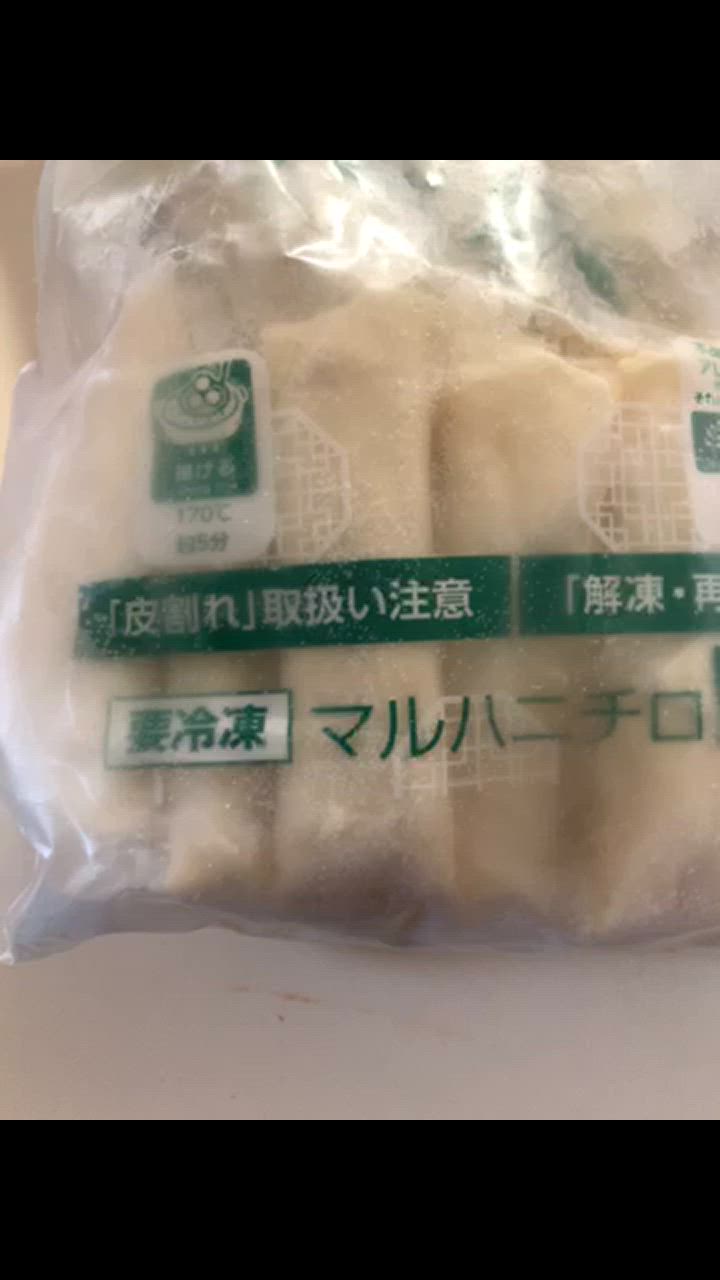 揚げる
170℃
約5分
「皮割れ」取扱い注意
「解凍・再
要冷凍
マルハニチロ